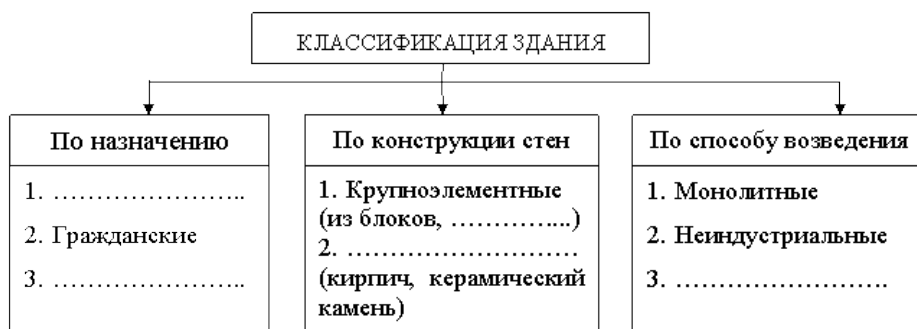 КЛАССИФИКАЦИЯ ЗДАНИЯ
По назначению
1. …………………..
2. Гражданские
3. …………………..
По конструкции стен
1. Крупноэлементные
(из блоков, …………....)
2. ………………………
(кирпич, керамический
камень)
По способу возведения
1. Монолитные
2. Неиндустриальные
3. …………………….